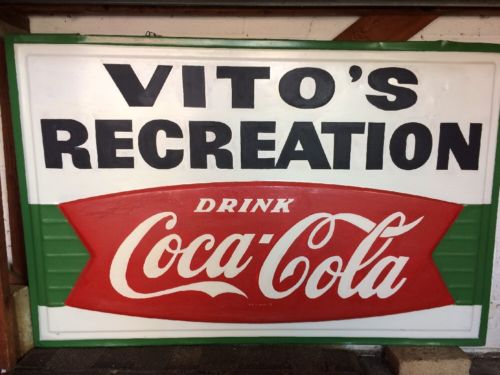 VITO'S
RECREATION
DRINK
Coca-Cola